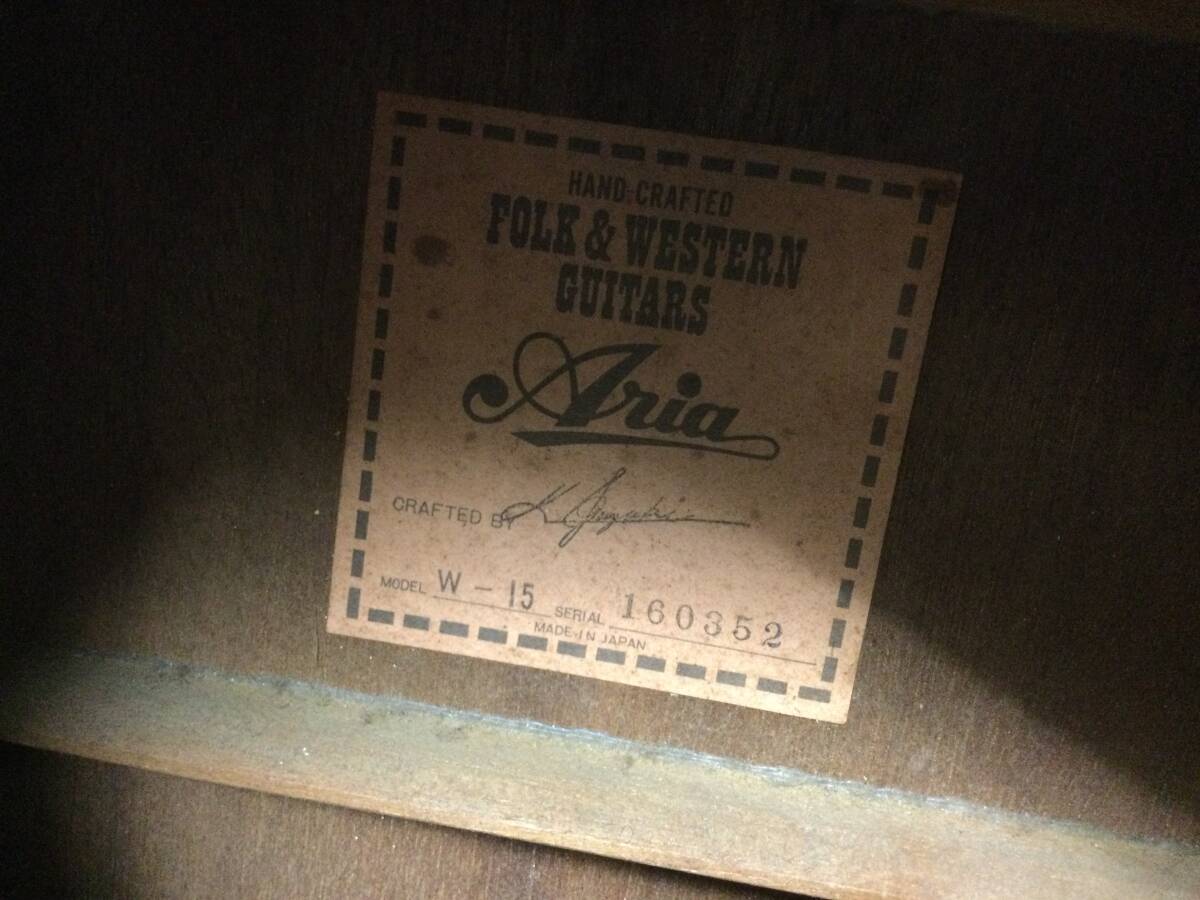 HAND-CRAFTED
FOLK & WESTERN
GUITARS
Aria
CRAFTED BY
MODEL W - 15 SERIAL 160352
MADE IN JAPAN